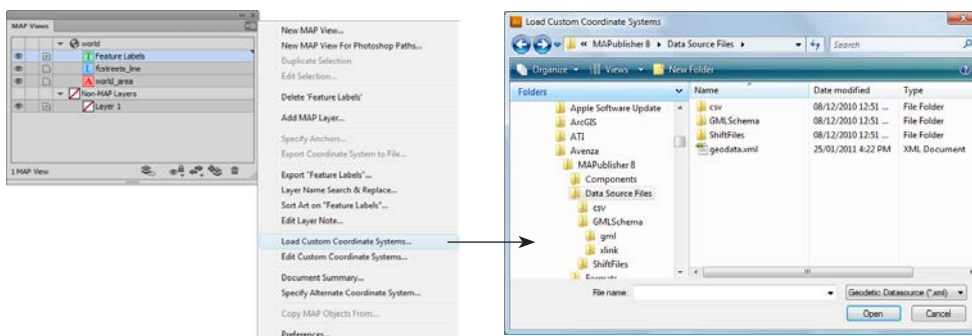 MAP Views
world
Feature Labels
fcstreets_line
world_area
Non-MAP Layers
Layer 1
1 MAP View
New MAP View...
New MAP View For Photoshop Paths...
Duplicate Selection
Edit Selection...
Delete 'Feature Labels'
Add MAP Layer...
Specify Anchors...
Export Coordinate System to File...
Export "Feature Labels"...
Layer Name Search & Replace...
Sort Art on "Feature Labels"...
Edit Layer Note...
Load Custom Coordinate Systems...
Edit Custom Coordinate Systems...
Document Summary...
Specify Alternate Coordinate System...
Copy MAP Objects From...
Preferences...
Load Custom Coordinate Systems
« MAPublisher 8 Data Source Files
Search
Organize Views New Folder
Folders
Apple Software Update
ArcGIS
ATI
Avenza
MAPublisher 8
Components
Data Source Files
csv
GMLSchema
gml
xlink
ShiftFiles
Formats
Name Date modified Type
csv 08/12/2010 12:51 ... File Folder
GMLSchema 08/12/2010 12:51 ... File Folder
ShiftFiles 08/12/2010 12:51 ... File Folder
geodata.xml 25/01/2011 4:22 PM XML Document
File name: Geodetic Datasource (*.xml)
Open Cancel